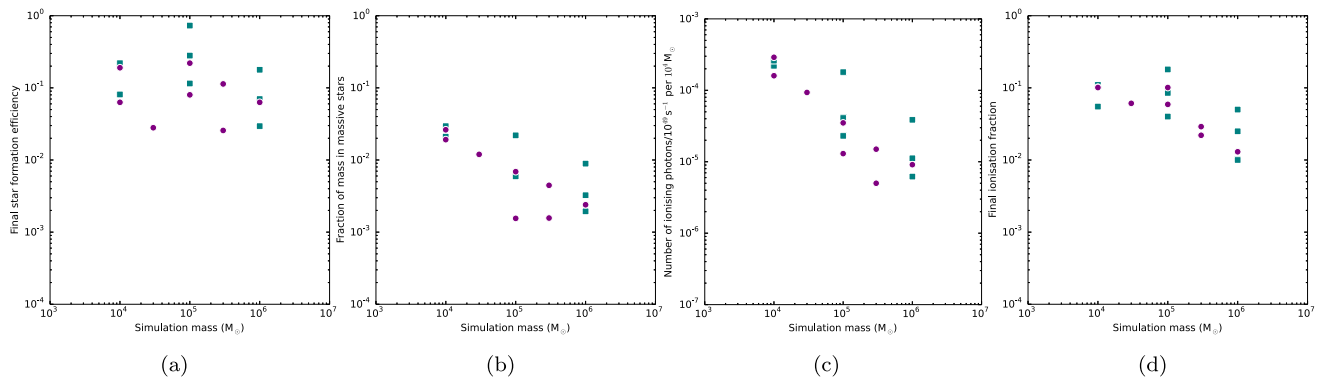 10^0
10^-1
10^-2
10^-3
10^-4
10^3 10^4 10^5 10^6 10^7
Final star formation efficiency
Simulation mass (M_⊙)
(a)
10^0
10^-1
10^-2
10^-3
10^-4
10^3 10^4 10^5 10^6 10^7
Fraction of mass in massive stars
Simulation mass (M_⊙)
(b)
10^-3
10^-4
10^-5
10^-6
10^-7
10^3 10^4 10^5 10^6 10^7
Number of ionising photons/10^49 s^-1 per 10^4 M_⊙
Simulation mass (M_⊙)
(c)
10^0
10^-1
10^-2
10^-3
10^-4
10^3 10^4 10^5 10^6 10^7
Final ionisation fraction
Simulation mass (M_⊙)
(d)